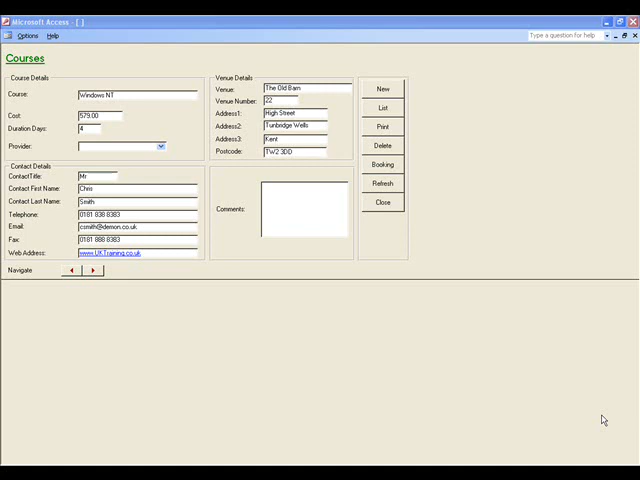 Microsoft Access - [ ]
Options Help
Type a question for help
Courses
Course Details
Course: Windows NT
Cost: 579.00
Duration Days: 4
Provider:
Venue Details
Venue: The Old Barn
Venue Number: 22
Address1: High Street
Address2: Tunbridge Wells
Address3: Kent
Postcode: TW2 3DD
New
List
Print
Delete
Booking
Refresh
Close
Contact Details
ContactTitle: Mr
Contact First Name: Chris
Contact Last Name: Smith
Telephone: 0181 838 8383
Email: csmith@demon.co.uk
Fax: 0181 888 8383
Web Address: www.UKTraining.co.uk
Comments:
Navigate